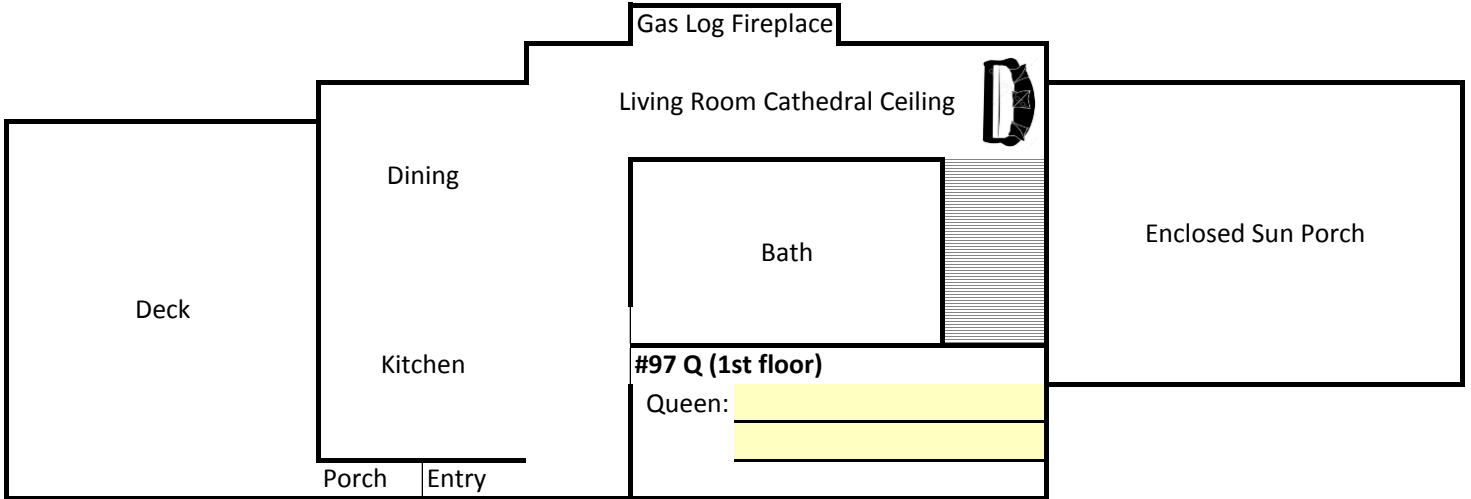 Gas Log Fireplace
Living Room Cathedral Ceiling
Dining
Enclosed Sun Porch
Bath
Deck
Kitchen
#97 Q (1st floor)
Queen:
Porch
Entry